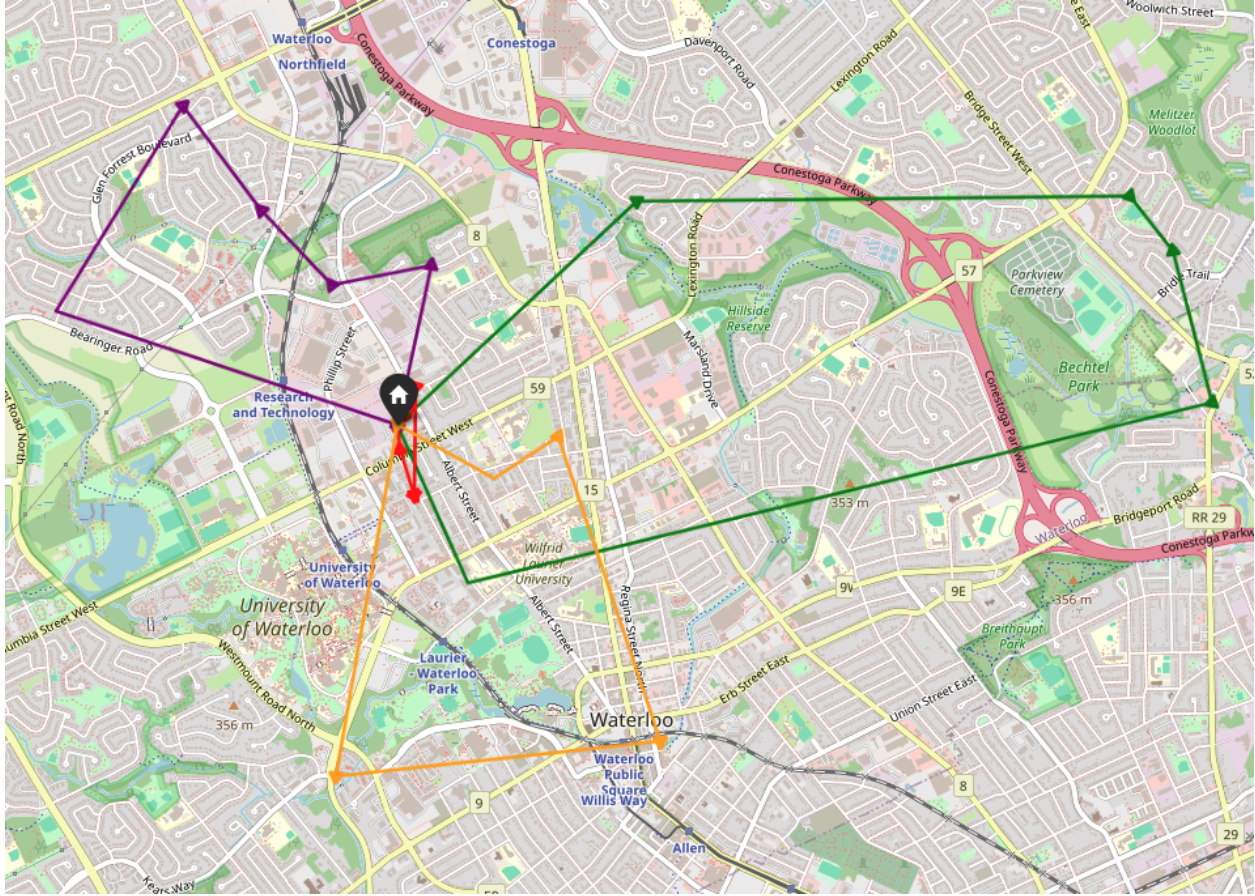 Woolwich Street
Waterloo
Northfield
Conestoga
Davenport Road
Lexington Road
Conestoga Parkway
Bridge Street West
Melitzer
Woodlot
Glen Forrest Boulevard
Conestoga Parkway
8
Lexington Road
57
Parkview
Cemetery
Bridle Trail
Hillside
Reserve
Bearinger Road
Phillip Street
Marsland Drive
Bechtel
Park
59
Research
and Technology
Conestoga Parkway
Columbia Street West
Albert Street
15
353 m
Bridgeport Road
RR 29
Waterloo
Conestoga Parkw
Wilfrid
Laurier
University
University
of Waterloo
University
of Waterloo
Regina Street North
9E
356 m
Albert Street
Breithaupt
Park
Laurier
- Waterloo
Park
Westmount Road North
Erb Street East
Union Street East
356 m
Waterloo
Waterloo
Public
Square
Willis Way
9
8
Allen
29
Keats Way